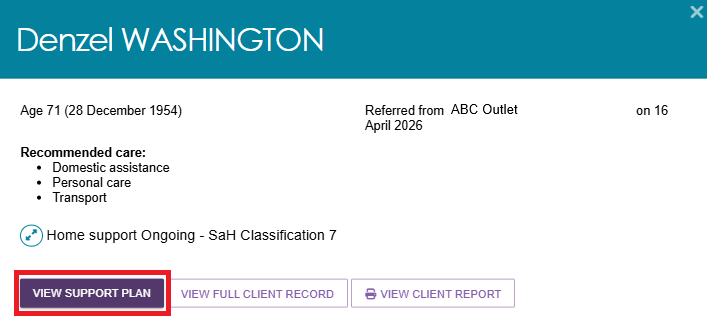 Denzel WASHINGTON
Age 71 (28 December 1954)
Referred from ABC Outlet on 16
April 2026
Recommended care:
• Domestic assistance
• Personal care
• Transport
Home support Ongoing - SaH Classification 7
VIEW SUPPORT PLAN
VIEW FULL CLIENT RECORD
VIEW CLIENT REPORT